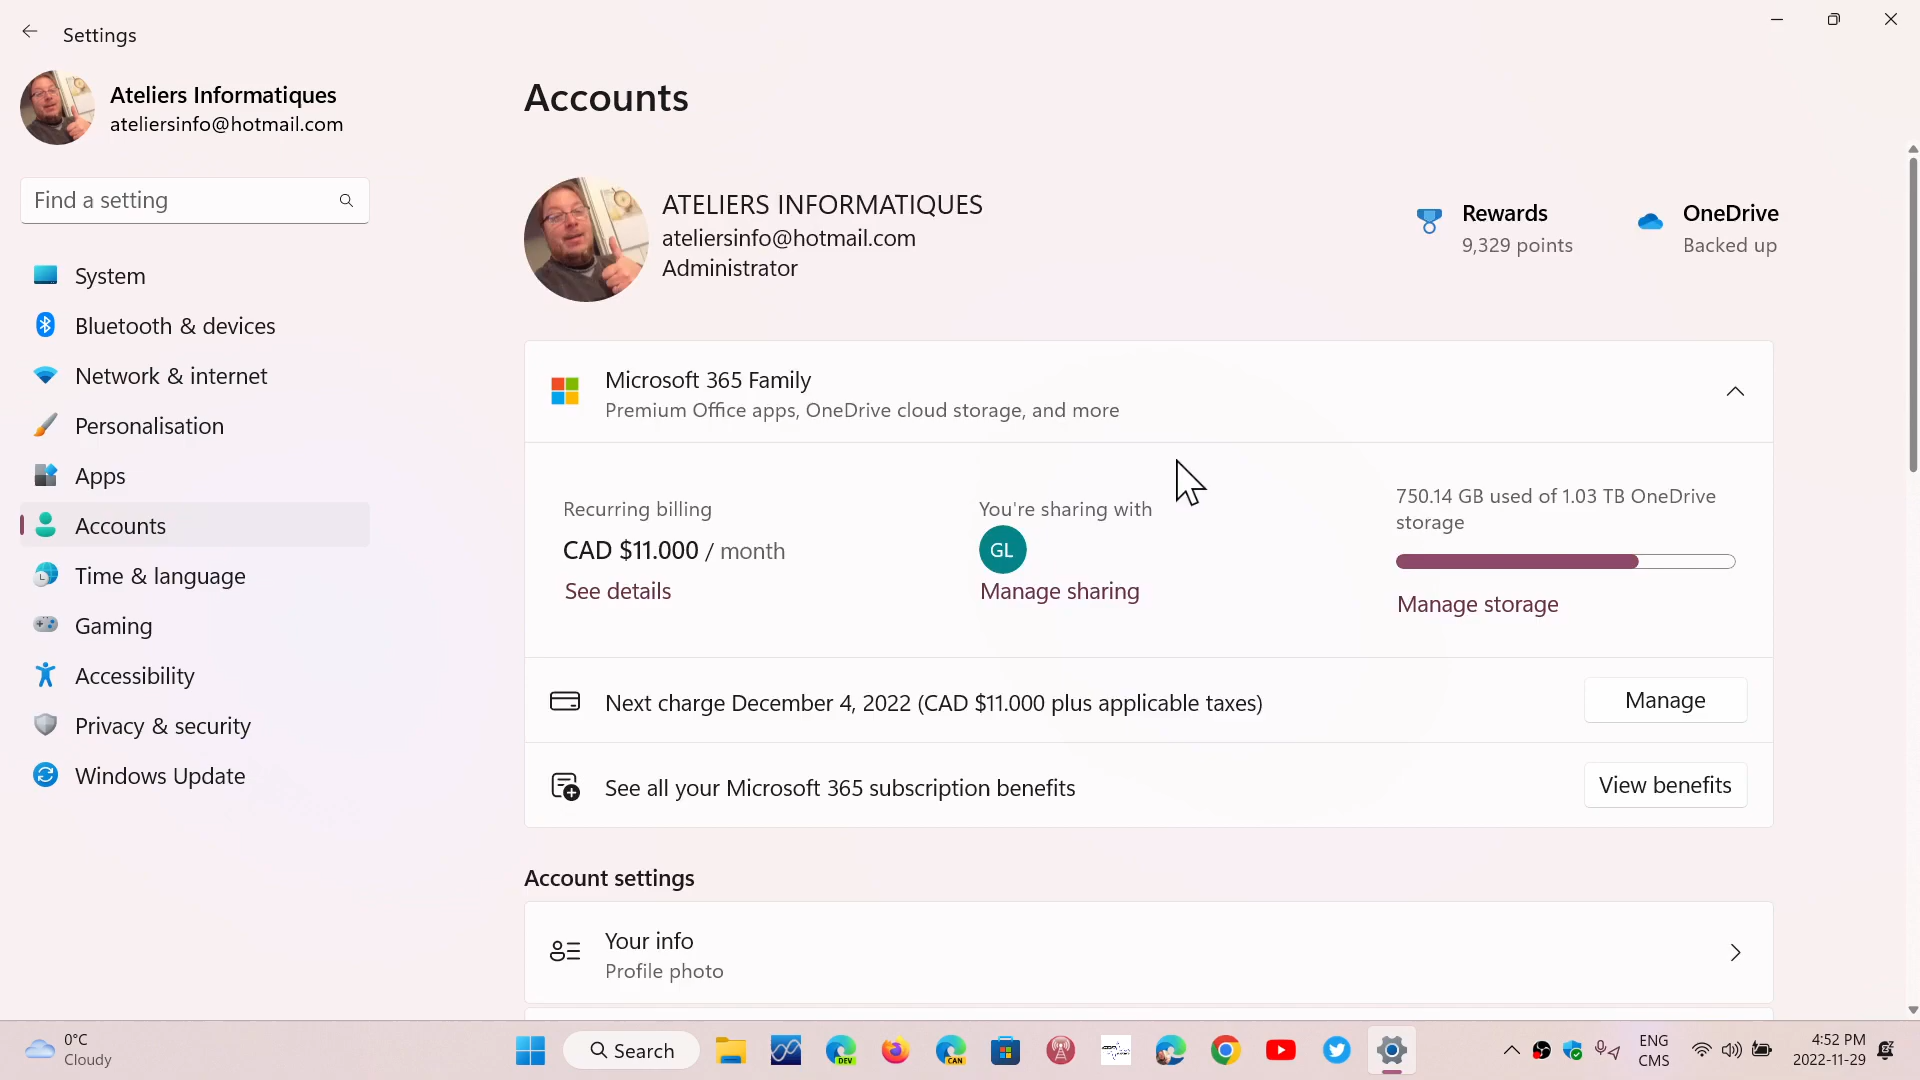 Settings
Ateliers Informatiques
ateliersinfo@hotmail.com
Find a setting
System
Bluetooth & devices
Network & internet
Personalisation
Apps
Accounts
Time & language
Gaming
Accessibility
Privacy & security
Windows Update
Accounts
ATELIERS INFORMATIQUES
ateliersinfo@hotmail.com
Administrator
Rewards
9,329 points
OneDrive
Backed up
Microsoft 365 Family
Premium Office apps, OneDrive cloud storage, and more
Recurring billing
CAD $11.000 / month
See details
You're sharing with
GL
Manage sharing
750.14 GB used of 1.03 TB OneDrive
storage
Manage storage
Next charge December 4, 2022 (CAD $11.000 plus applicable taxes)
Manage
See all your Microsoft 365 subscription benefits
View benefits
Account settings
Your info
Profile photo
0°C
Cloudy
Search
DEV
CAN
ENG
CMS
4:52 PM
2022-11-29